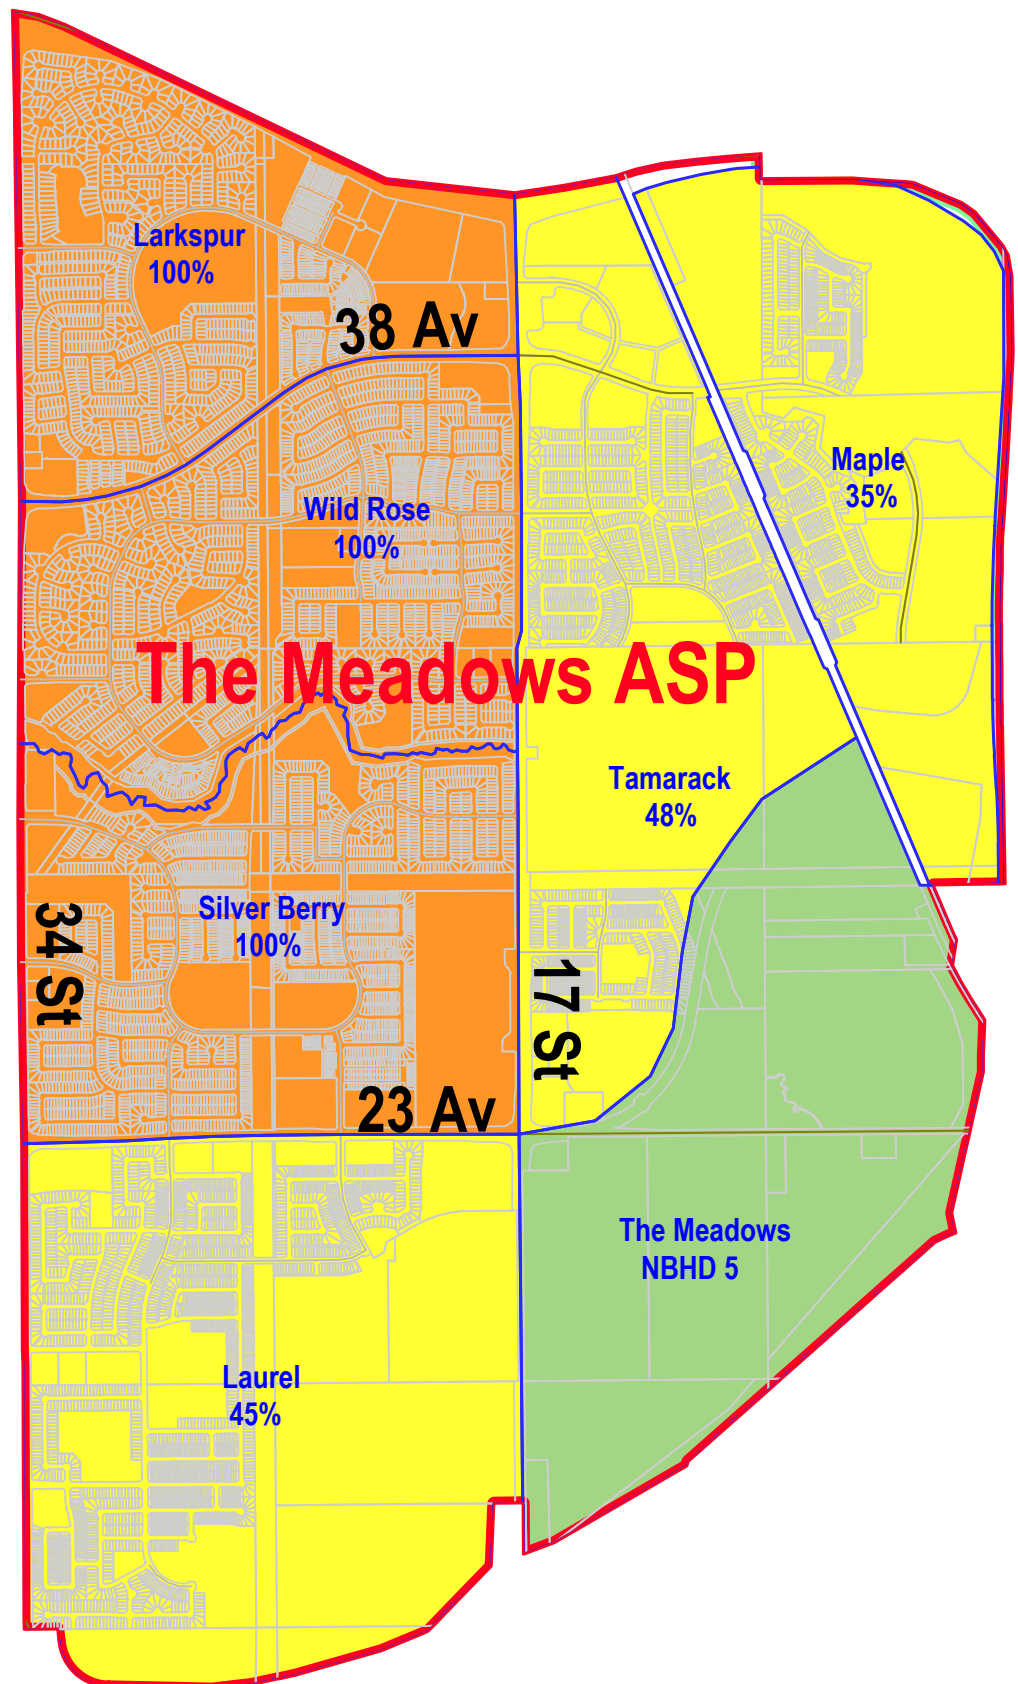 Larkspur
100%
38 Av
Maple
35%
Wild Rose
100%
The Meadows ASP
Tamarack
48%
Silver Berry
100%
34 St
17 St
23 Av
The Meadows
NBHD 5
Laurel
45%